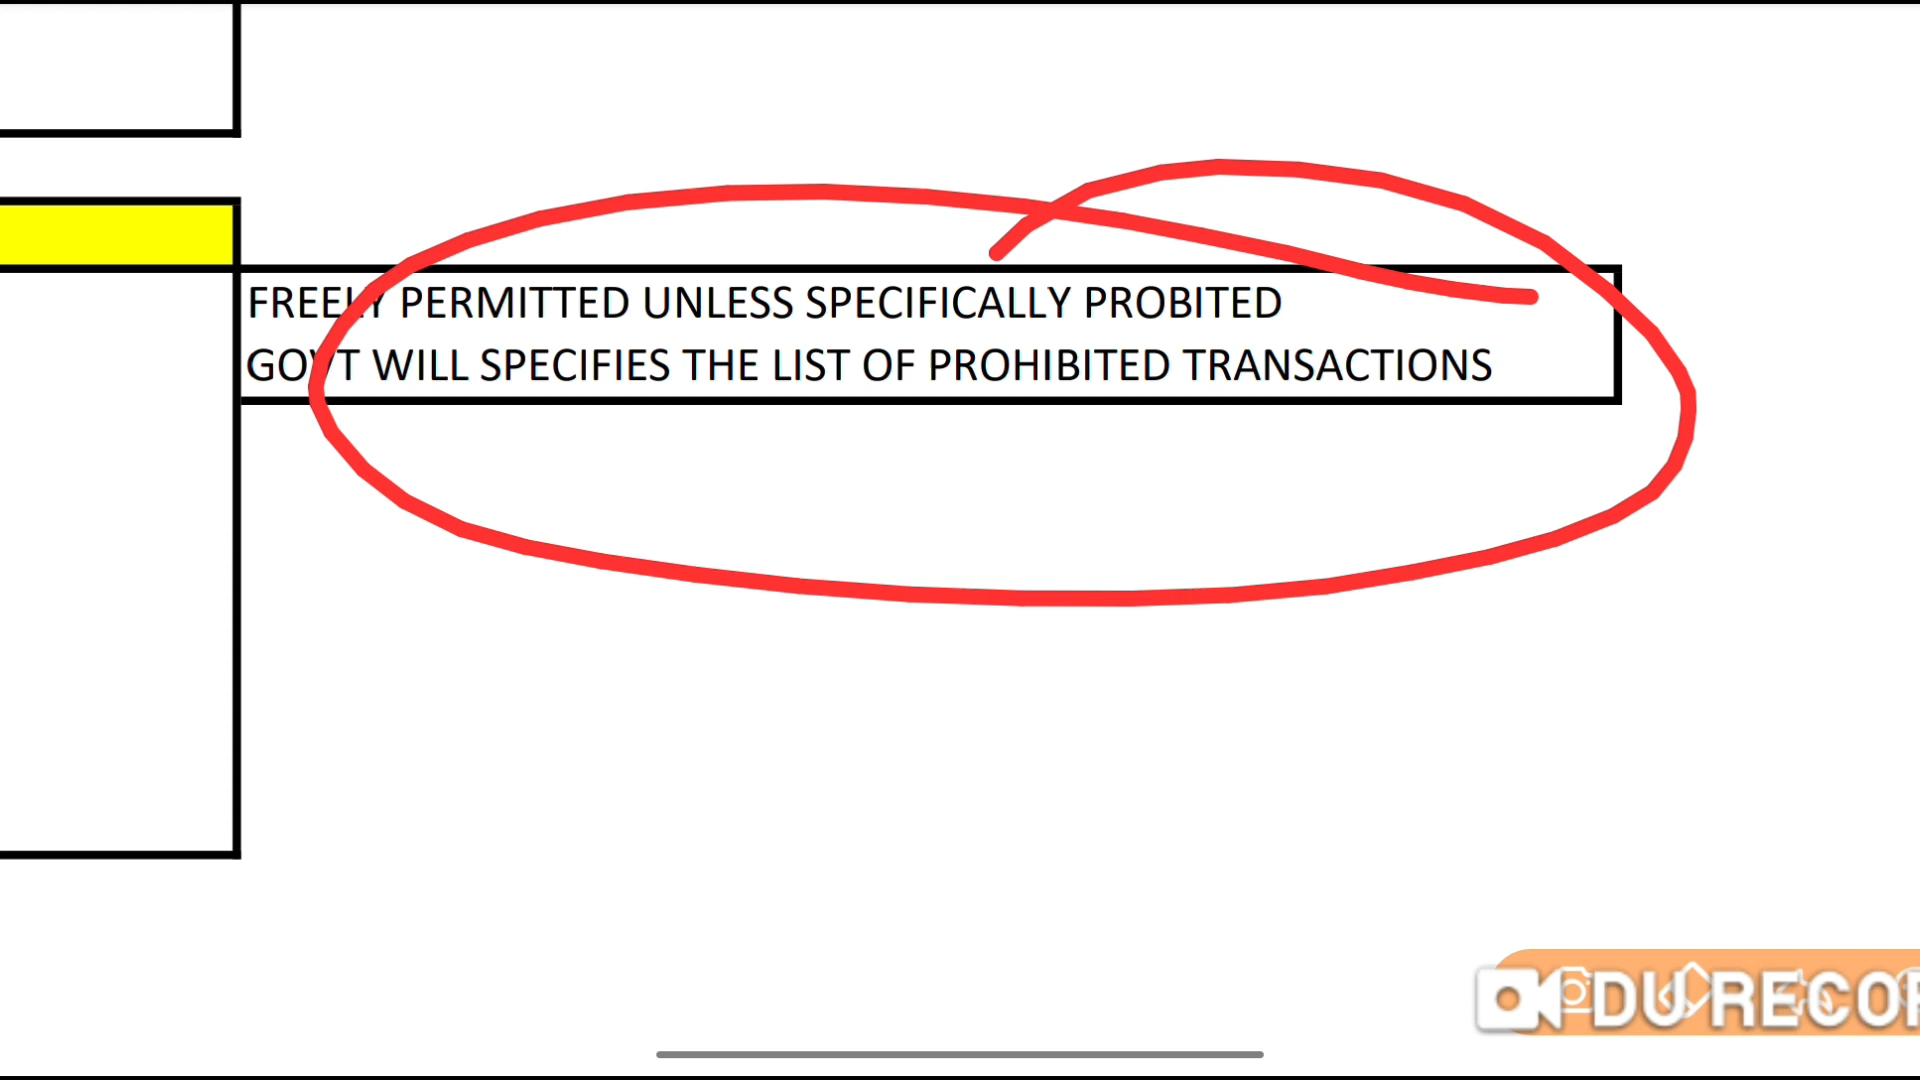 FREELY PERMITTED UNLESS SPECIFICALLY PROBITED
GOVT WILL SPECIFIES THE LIST OF PROHIBITED TRANSACTIONS
DU RECOR